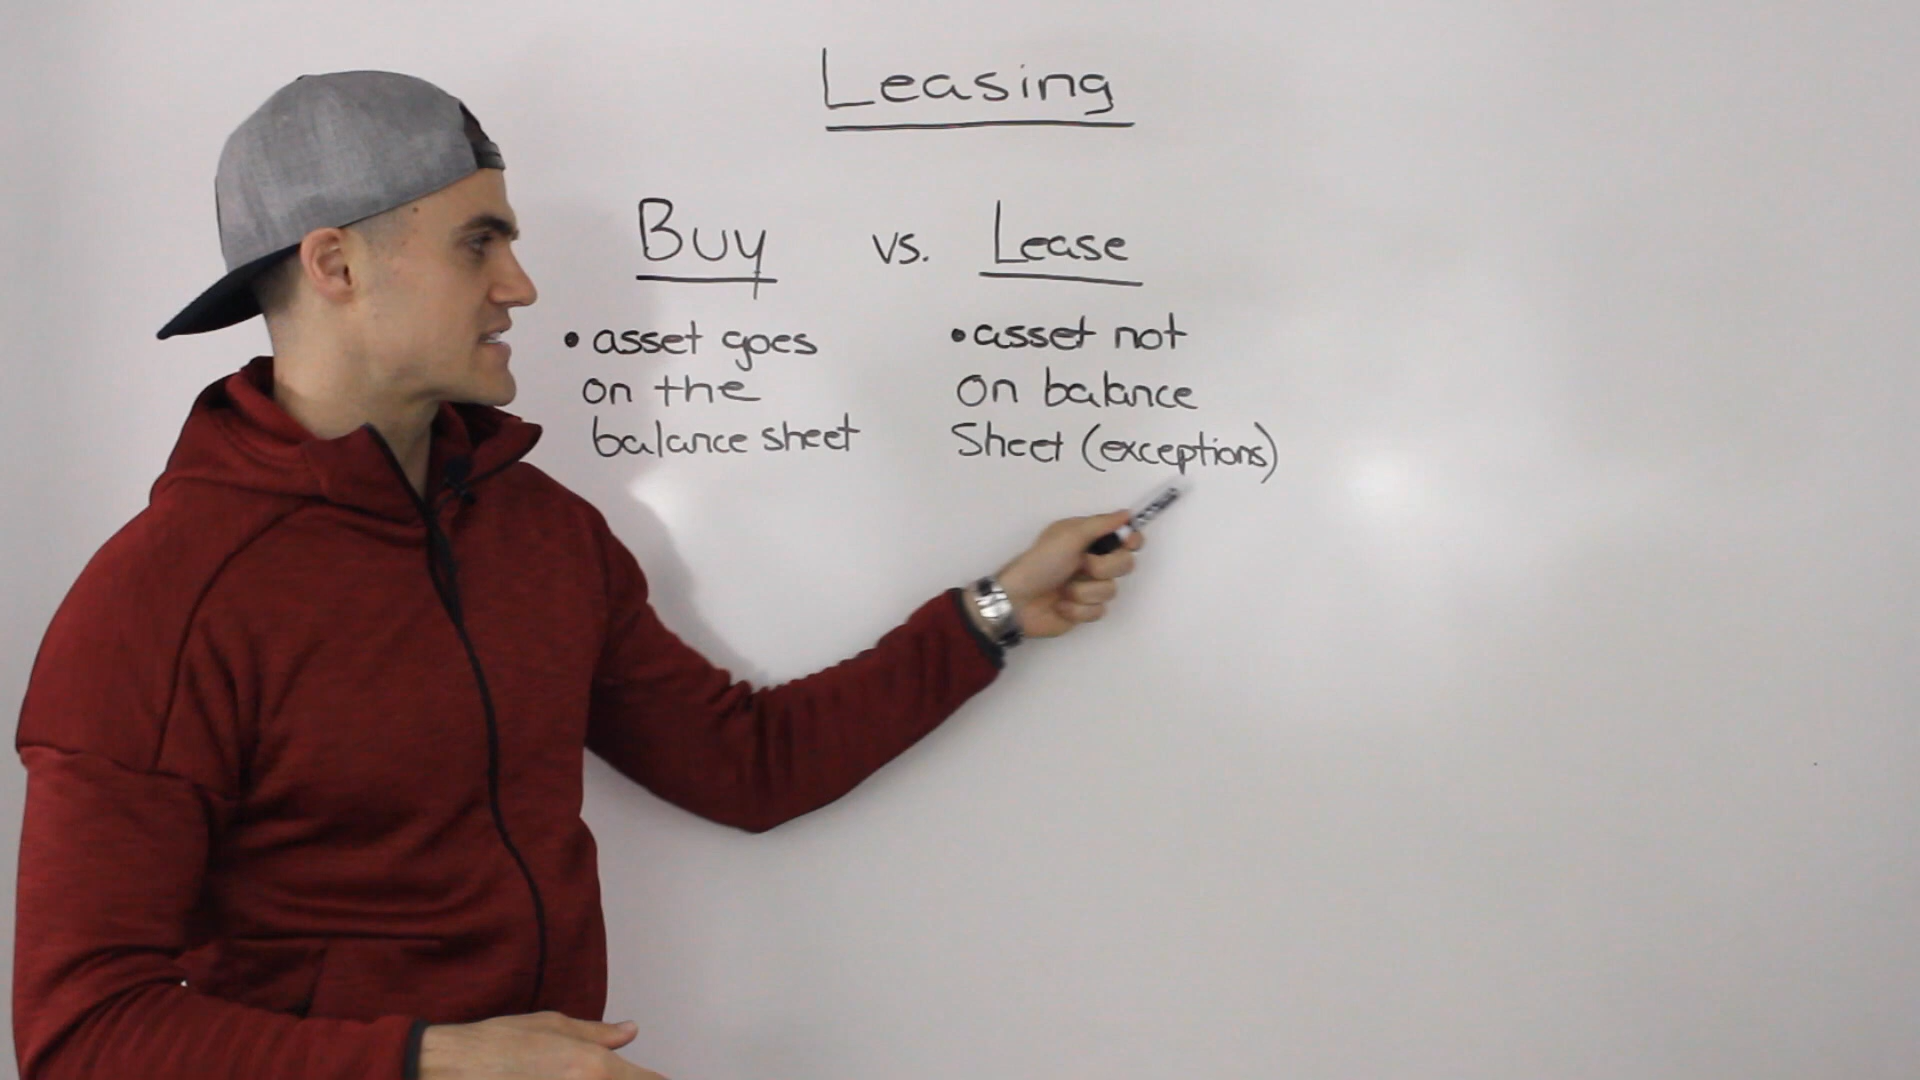 Leasing
Buy vs. Lease
• asset goes
on the
balance sheet
• asset not
on balance
Sheet (exceptions)